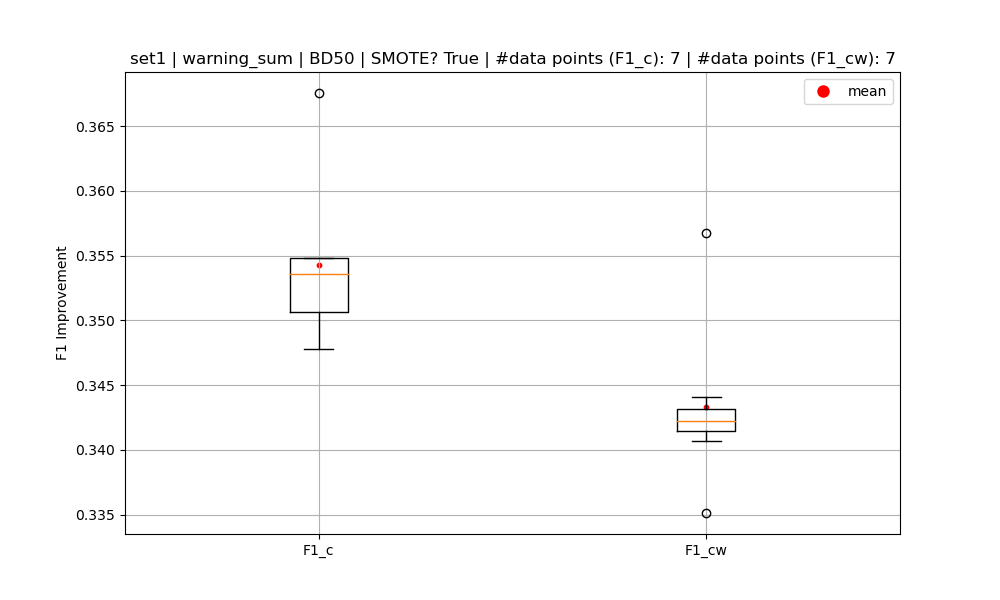 set1 | warning_sum | BD50 | SMOTE? True | #data points (F1_c): 7 | #data points (F1_cw): 7
mean
0.365
0.360
0.355
0.350
0.345
0.340
0.335
F1 Improvement
F1_c
F1_cw